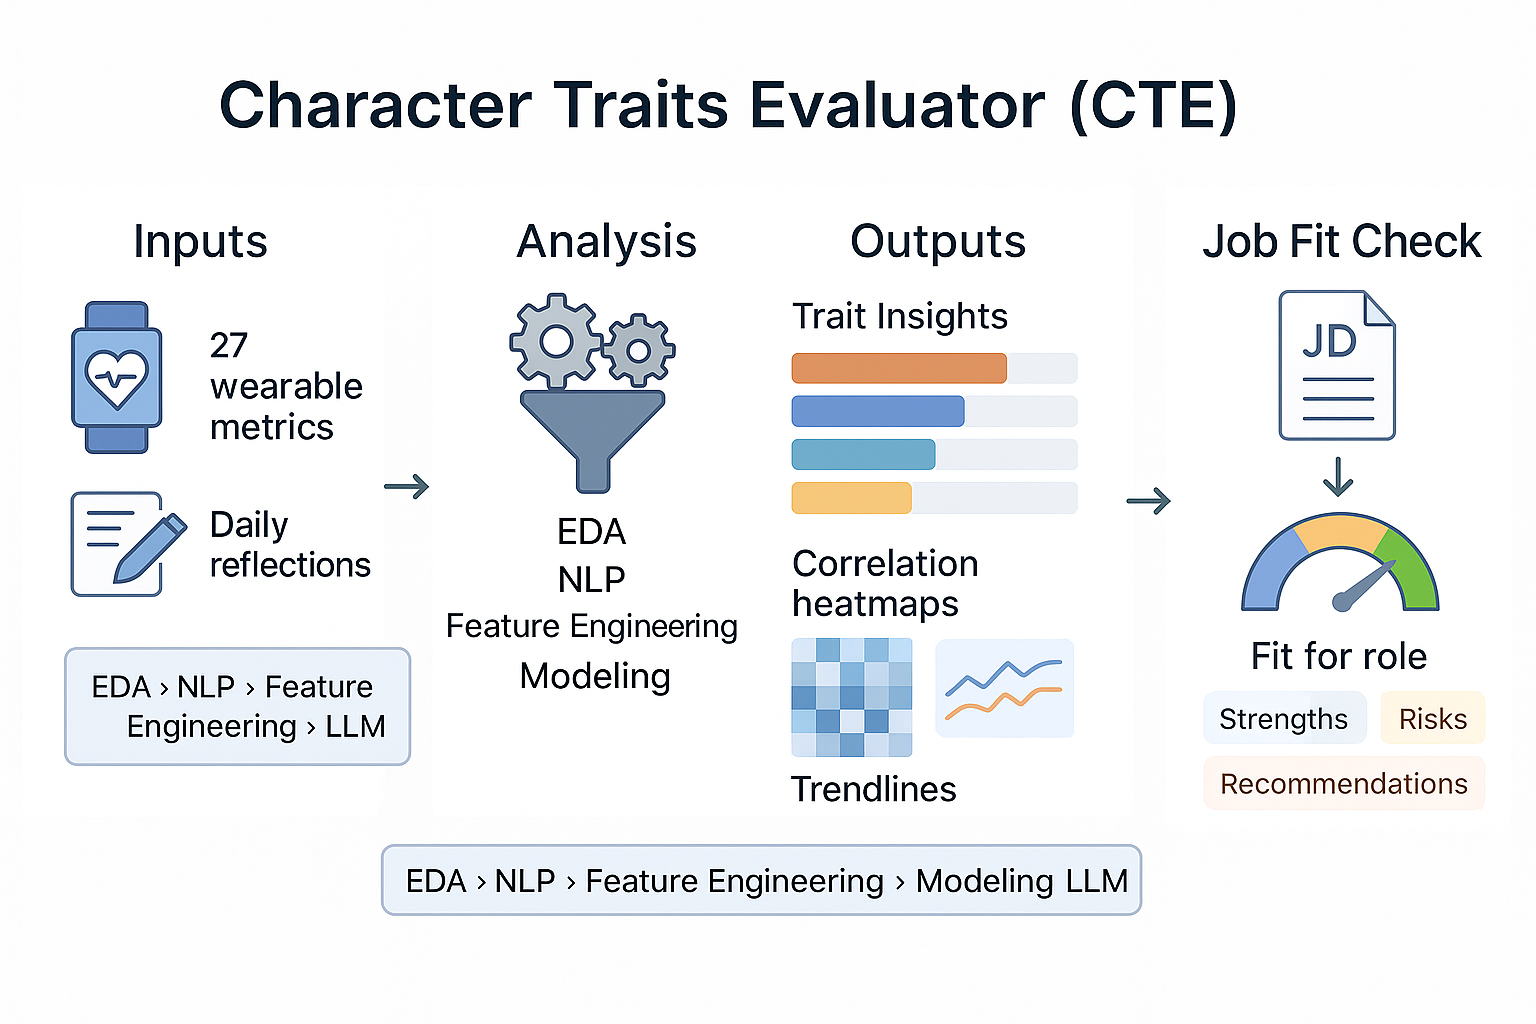 Character Traits Evaluator (CTE)
Inputs
27
wearable
metrics
Daily
reflections
EDA › NLP › Feature
Engineering › LLM
Analysis
EDA
NLP
Feature Engineering
Modeling
Outputs
Trait Insights
Correlation
heatmaps
Trendlines
Job Fit Check
JD
Fit for role
Strengths
Risks
Recommendations
EDA › NLP › Feature Engineering › Modeling LLM